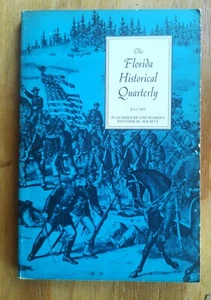 The
Florida
Historical
Quarterly
PUBLISHED BY THE FLORIDA
HISTORICAL SOCIETY